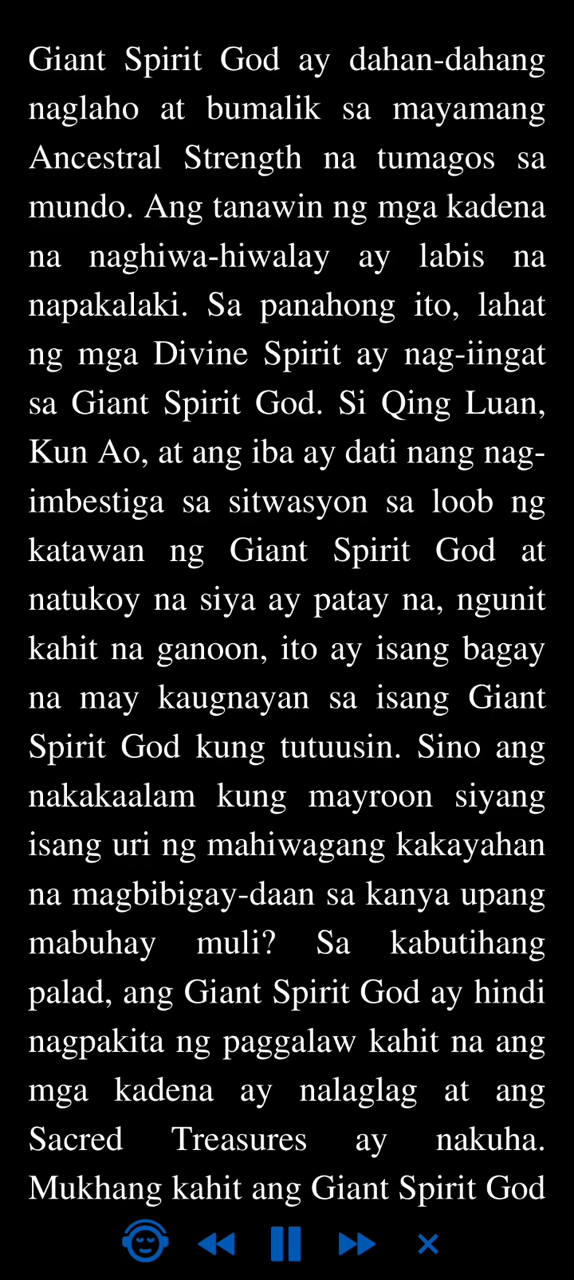 Giant Spirit God ay dahan-dahang
naglaho at bumalik sa mayamang
Ancestral Strength na tumagos sa
mundo. Ang tanawin ng mga kadena
na naghiwa-hiwalay ay labis na
napakalaki. Sa panahong ito, lahat
ng mga Divine Spirit ay nag-iingat
sa Giant Spirit God. Si Qing Luan,
Kun Ao, at ang iba ay dati nang nag-
imbestiga sa sitwasyon sa loob ng
katawan ng Giant Spirit God at
natukoy na siya ay patay na, ngunit
kahit na ganoon, ito ay isang bagay
na may kaugnayan sa isang Giant
Spirit God kung tutuusin. Sino ang
nakakaalam kung mayroon siyang
isang uri ng mahiwagang kakayahan
na magbibigay-daan sa kanya upang
mabuhay muli? Sa kabutihang
palad, ang Giant Spirit God ay hindi
nagpakita ng paggalaw kahit na ang
mga kadena ay nalaglag at ang
Sacred Treasures ay nakuha.
Mukhang kahit ang Giant Spirit God